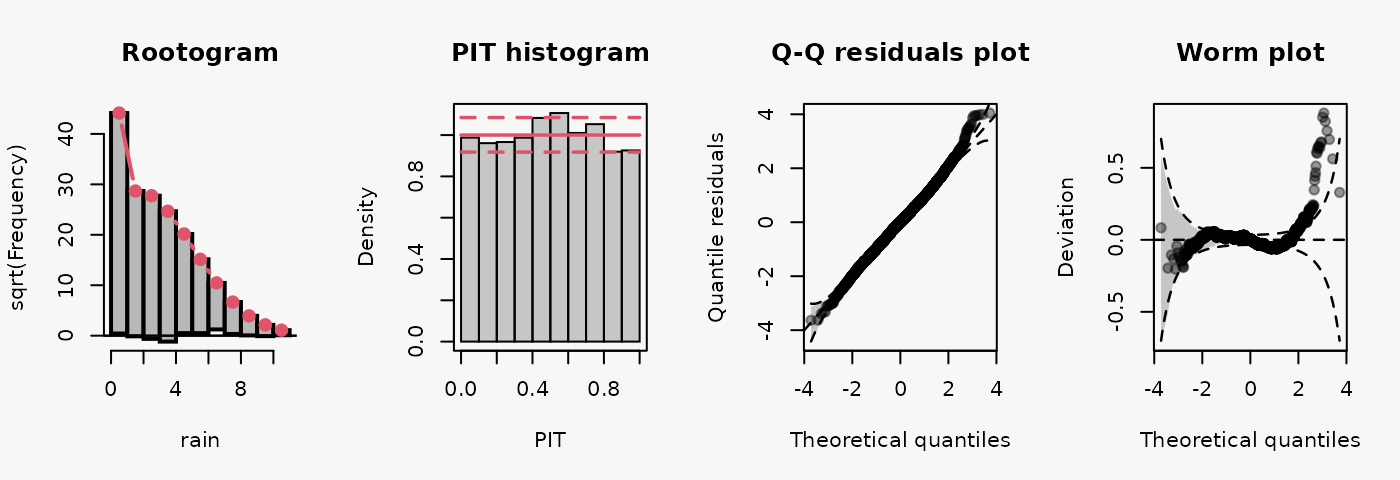 Rootogram
sqrt(Frequency)
40
30
20
10
0
0 4 8
rain
PIT histogram
Density
0.8
0.4
0.0
0.0 0.4 0.8
PIT
Q-Q residuals plot
Quantile residuals
4
2
0
-2
-4
-4 -2 0 2 4
Theoretical quantiles
Worm plot
Deviation
0.5
0.0
-0.5
-4 -2 0 2 4
Theoretical quantiles